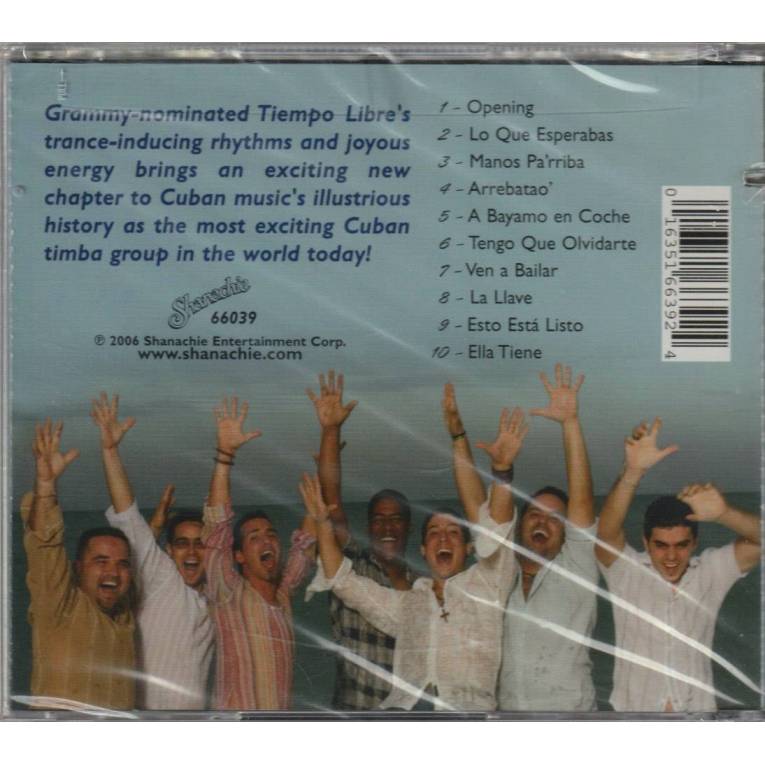 PULL
Grammy-nominated Tiempo Libre's
trance-inducing rhythms and joyous
energy brings an exciting new
chapter to Cuban music's illustrious
history as the most exciting Cuban
timba group in the world today!
Shanachie
66039
℗ 2006 Shanachie Entertainment Corp.
www.shanachie.com
1 - Opening
2 - Lo Que Esperabas
3 - Manos Pa'rriba
4 - Arrebatao'
5 - A Bayamo en Coche
6 - Tengo Que Olvidarte
7 - Ven a Bailar
8 - La Llave
9 - Esto Está Listo
10 - Ella Tiene
0 16351 66392 4